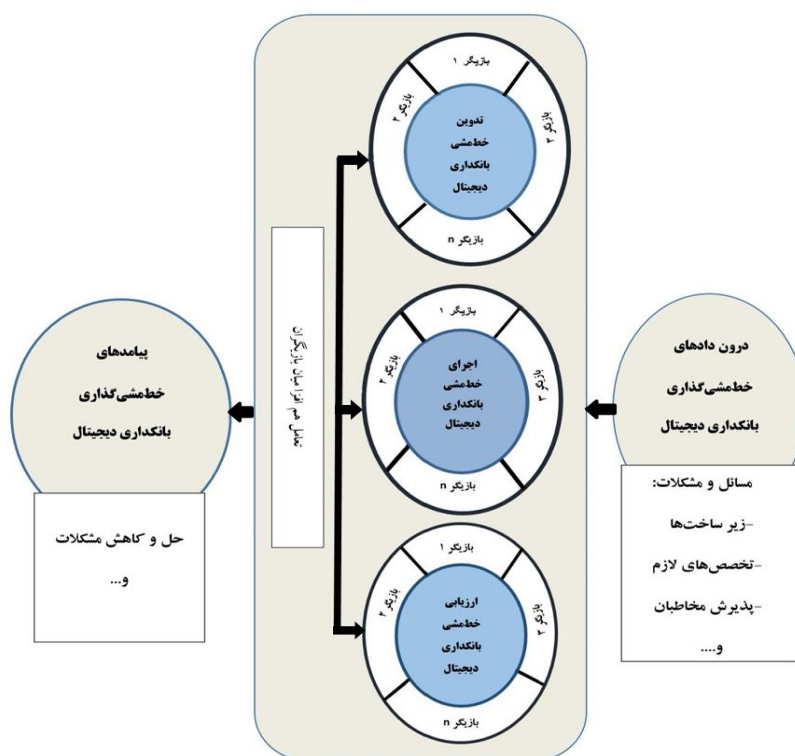 درون دادهای
خط‌مشی‌گذاری
بانکداری دیجیتال
مسائل و مشکلات:
-زیر ساخت‌ها
-تخصص‌های لازم
-پذیرش مخاطبان
و....
بازیگر ۱
بازیگر ۲
بازیگر ۳
بازیگر n
تدوین
خط‌مشی
بانکداری
دیجیتال
بازیگر ۱
بازیگر ۲
بازیگر ۳
بازیگر n
اجرای
خط‌مشی
بانکداری
دیجیتال
بازیگر ۱
بازیگر ۲
بازیگر ۳
بازیگر n
ارزیابی
خط‌مشی
بانکداری
دیجیتال
تعامل هم افزا میان بازیگران
پیامدهای
خط‌مشی‌گذاری
بانکداری دیجیتال
حل و کاهش مشکلات
و...